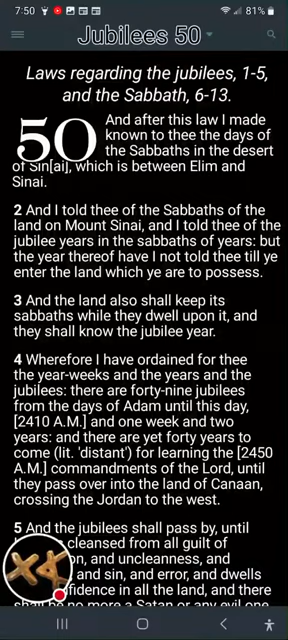 7:50
81%
Jubilees 50
Laws regarding the jubilees, 1-5,
and the Sabbath, 6-13.
50 And after this law I made
known to thee the days of
the Sabbaths in the desert
of Sin[ai], which is between Elim and
Sinai.
2 And I told thee of the Sabbaths of the
land on Mount Sinai, and I told thee of the
jubilee years in the sabbaths of years: but
the year thereof have I not told thee till ye
enter the land which ye are to possess.
3 And the land also shall keep its
sabbaths while they dwell upon it, and
they shall know the jubilee year.
4 Wherefore I have ordained for thee
the year-weeks and the years and the
jubilees: there are forty-nine jubilees
from the days of Adam until this day,
[2410 A.M.] and one week and two
years: and there are yet forty years to
come (lit. 'distant') for learning the [2450
A.M.] commandments of the Lord, until
they pass over into the land of Canaan,
crossing the Jordan to the west.
5 And the jubilees shall pass by, until
cleansed from all guilt of
on, and uncleanness, and
and sin, and error, and dwells
fidence in all the land, and there
shall be no more a Satan or any evil one